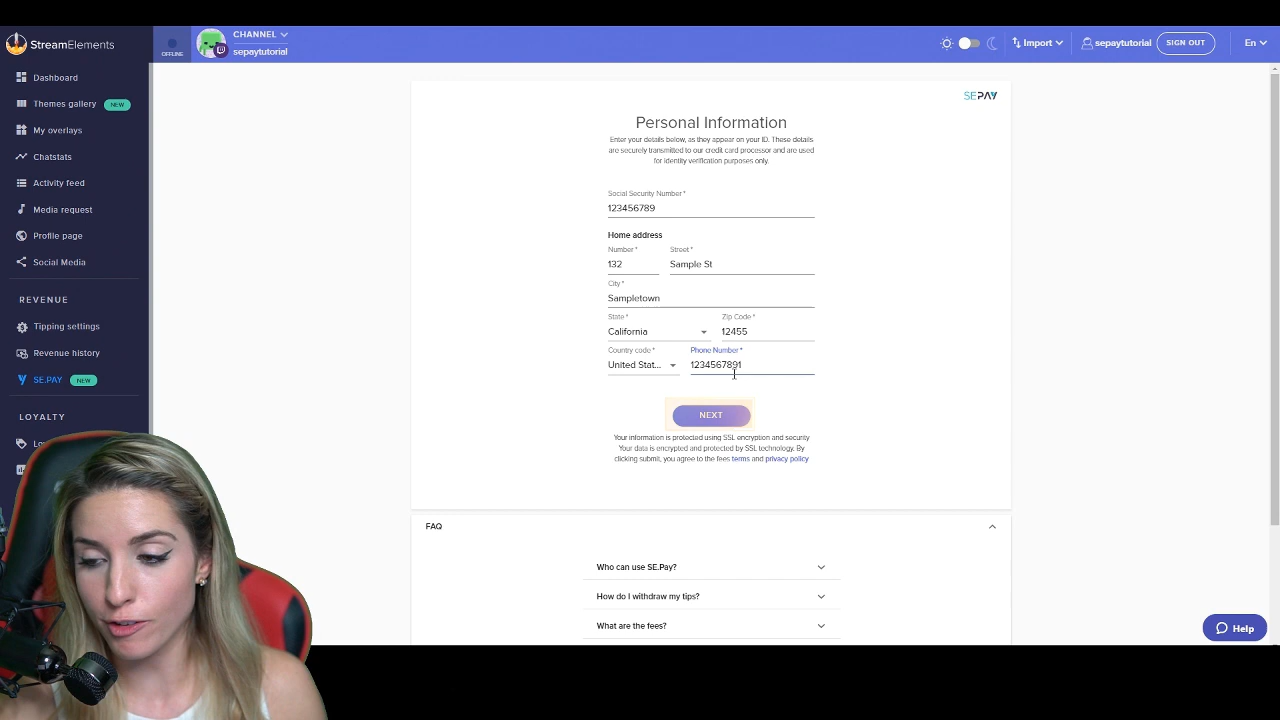 StreamElements
OFFLINE
CHANNEL
sepaytutorial
Import
sepaytutorial
SIGN OUT
En
Dashboard
Themes gallery NEW
My overlays
Chatstats
Activity feed
Media request
Profile page
Social Media
REVENUE
Tipping settings
Revenue history
SE.PAY NEW
LOYALTY
SEPAY
Personal Information
Enter your details below, as they appear on your ID. These details
are securely transmitted to our credit card processor and are used
for identity verification purposes only.
Social Security Number *
123456789
Home address
Number * Street *
132 Sample St
City *
Sampletown
State * Zip Code *
California 12455
Country code * Phone Number *
United Stat... 1234567891
NEXT
Your information is protected using SSL encryption and security
Your data is encrypted and protected by SSL technology. By
clicking submit, you agree to the fees terms and privacy policy
FAQ
Who can use SE.Pay?
How do I withdraw my tips?
What are the fees?
Help